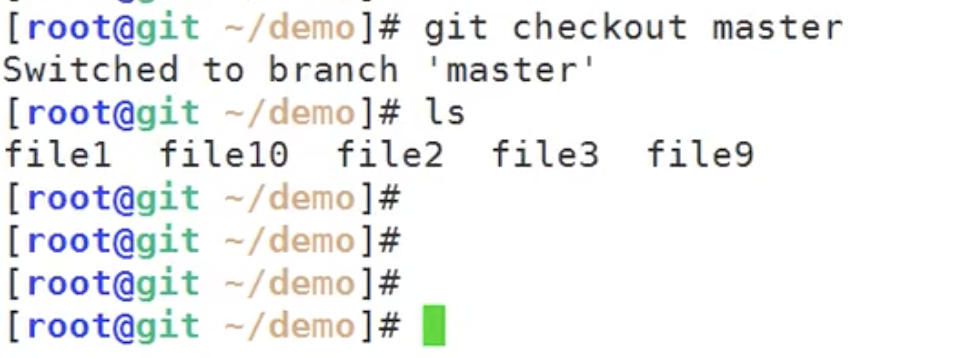 [root@git ~/demo]# git checkout master
Switched to branch 'master'
[root@git ~/demo]# ls
file1  file10  file2  file3  file9
[root@git ~/demo]#
[root@git ~/demo]#
[root@git ~/demo]#
[root@git ~/demo]#